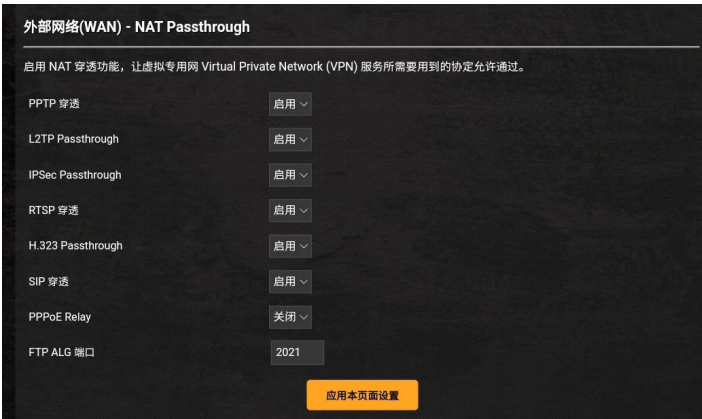 外部网络(WAN) - NAT Passthrough
启用 NAT 穿透功能，让虚拟专用网 Virtual Private Network (VPN) 服务所需要用到的协定允许通过。
PPTP 穿透 启用
L2TP Passthrough 启用
IPSec Passthrough 启用
RTSP 穿透 启用
H.323 Passthrough 启用
SIP 穿透 启用
PPPoE Relay 关闭
FTP ALG 端口 2021
应用本页面设置